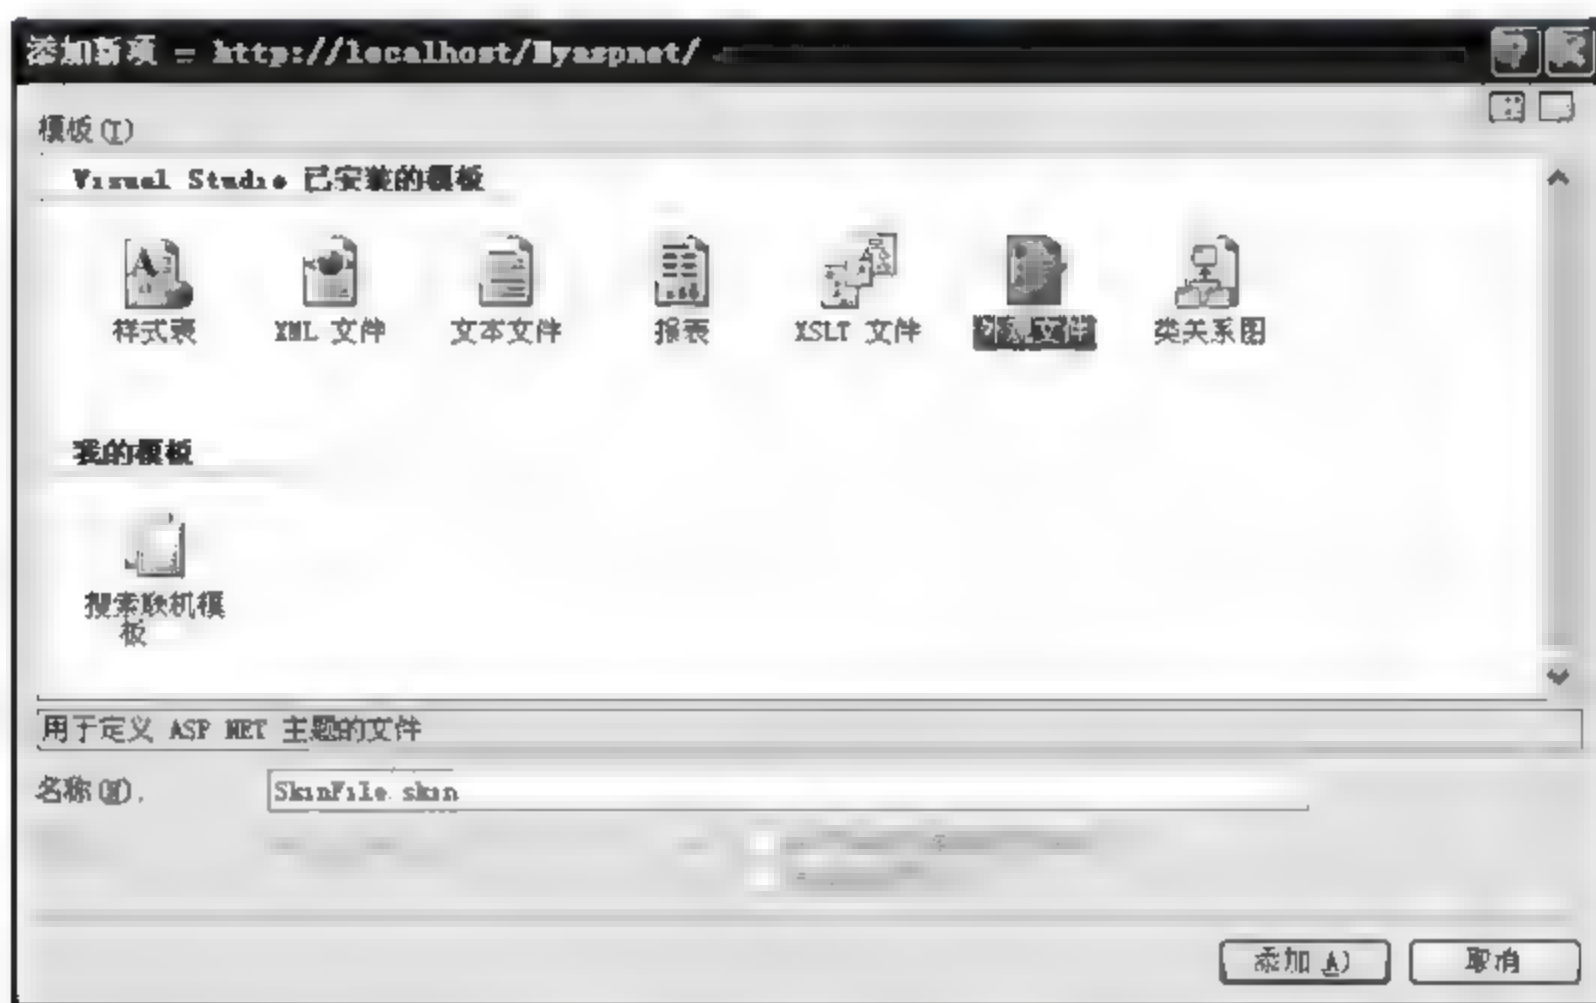 添加新项 - http://localhost/Myaspnet/
模板(T)
Visual Studio 已安装的模板
样式表
XML 文件
文本文件
报表
XSLT 文件
外观文件
类关系图
我的模板
搜索联机模
板
用于定义 ASP.NET 主题的文件
名称(N):
SkinFile.skin
添加(A)
取消